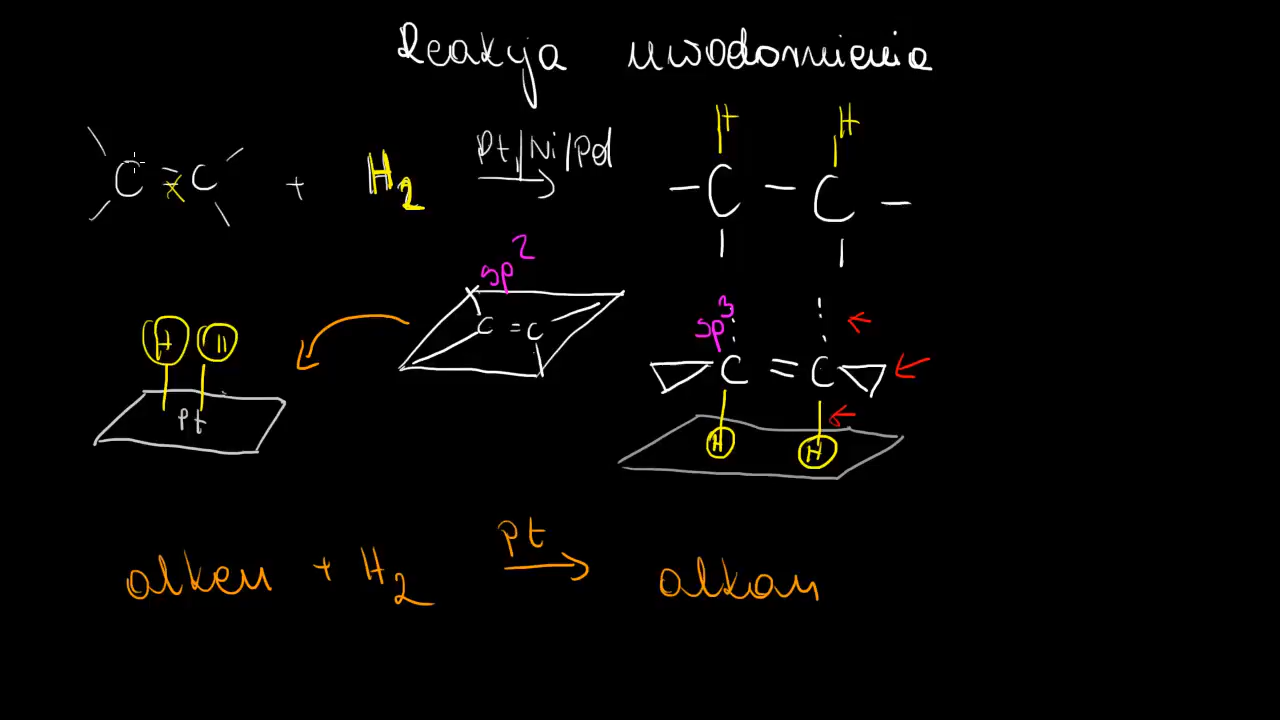 Reakcja uwodornienia
C = C + H2 Pt/Ni/Pd H H
- C - C -
sp2
C = C
sp3
H H
Pt
C = C
H H
alken + H2 Pt alkan